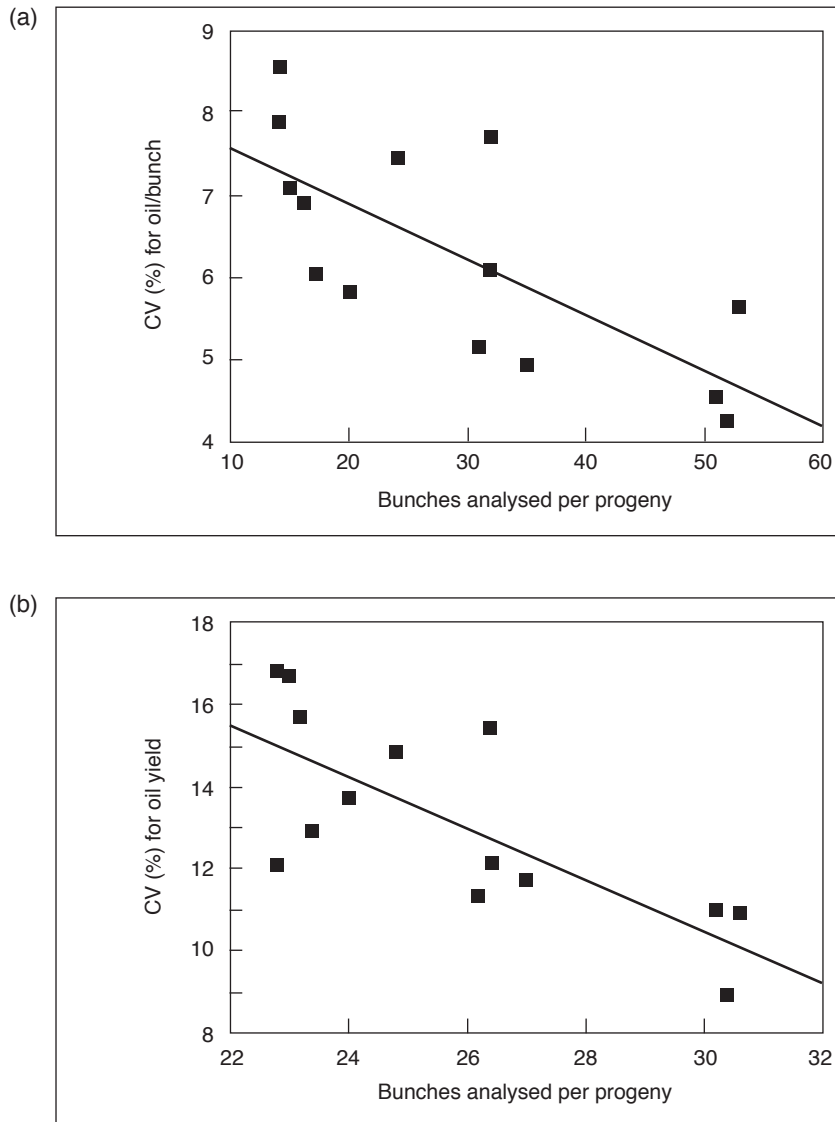 (a)
9
8
7
6
5
4
CV (%) for oil/bunch
10 20 30 40 50 60
Bunches analysed per progeny
(b)
18
16
14
12
10
8
CV (%) for oil yield
22 24 26 28 30 32
Bunches analysed per progeny